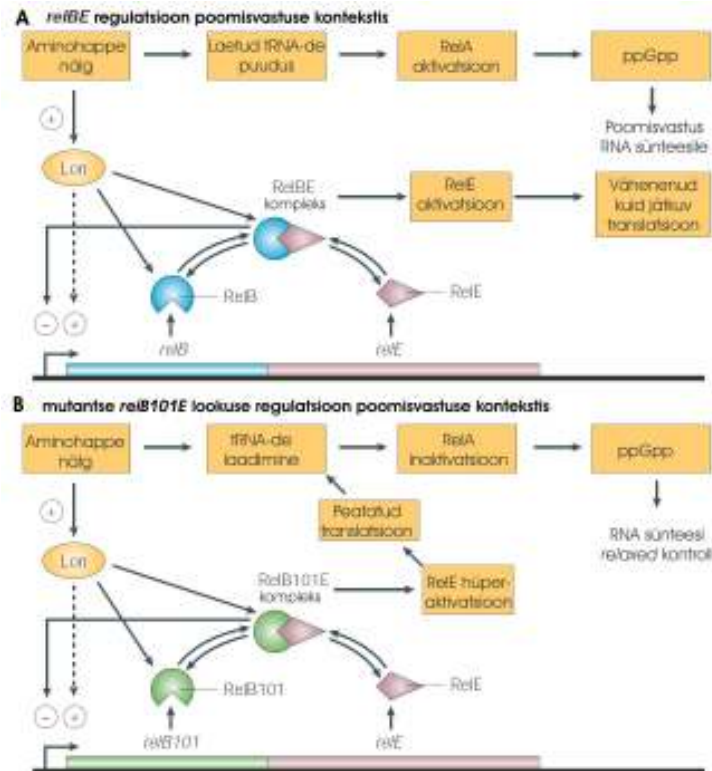 A relBE regulatsioon poomisvastuse kontekstis
Aminohappe
nälg
Laetud tRNA-de
puudus
RelA
aktivatsioon
ppGpp
+
Poomisvastus
RNA sünteesile
Lon
RelBE
kompleks
RelE
aktivatsioon
Vähenenud
kuid jätkuv
translatsioon
RelB
RelE
− +
relB
relE
B mutantse relB101E lookuse regulatsioon poomisvastuse kontekstis
Aminohappe
nälg
tRNA-de
laadimine
RelA
inaktivatsioon
ppGpp
+
Peatatud
translatsioon
RNA sünteesi
relaxed kontroll
Lon
RelB101E
kompleks
RelE hüper-
aktivatsioon
RelB101
RelE
− +
relB101
relE